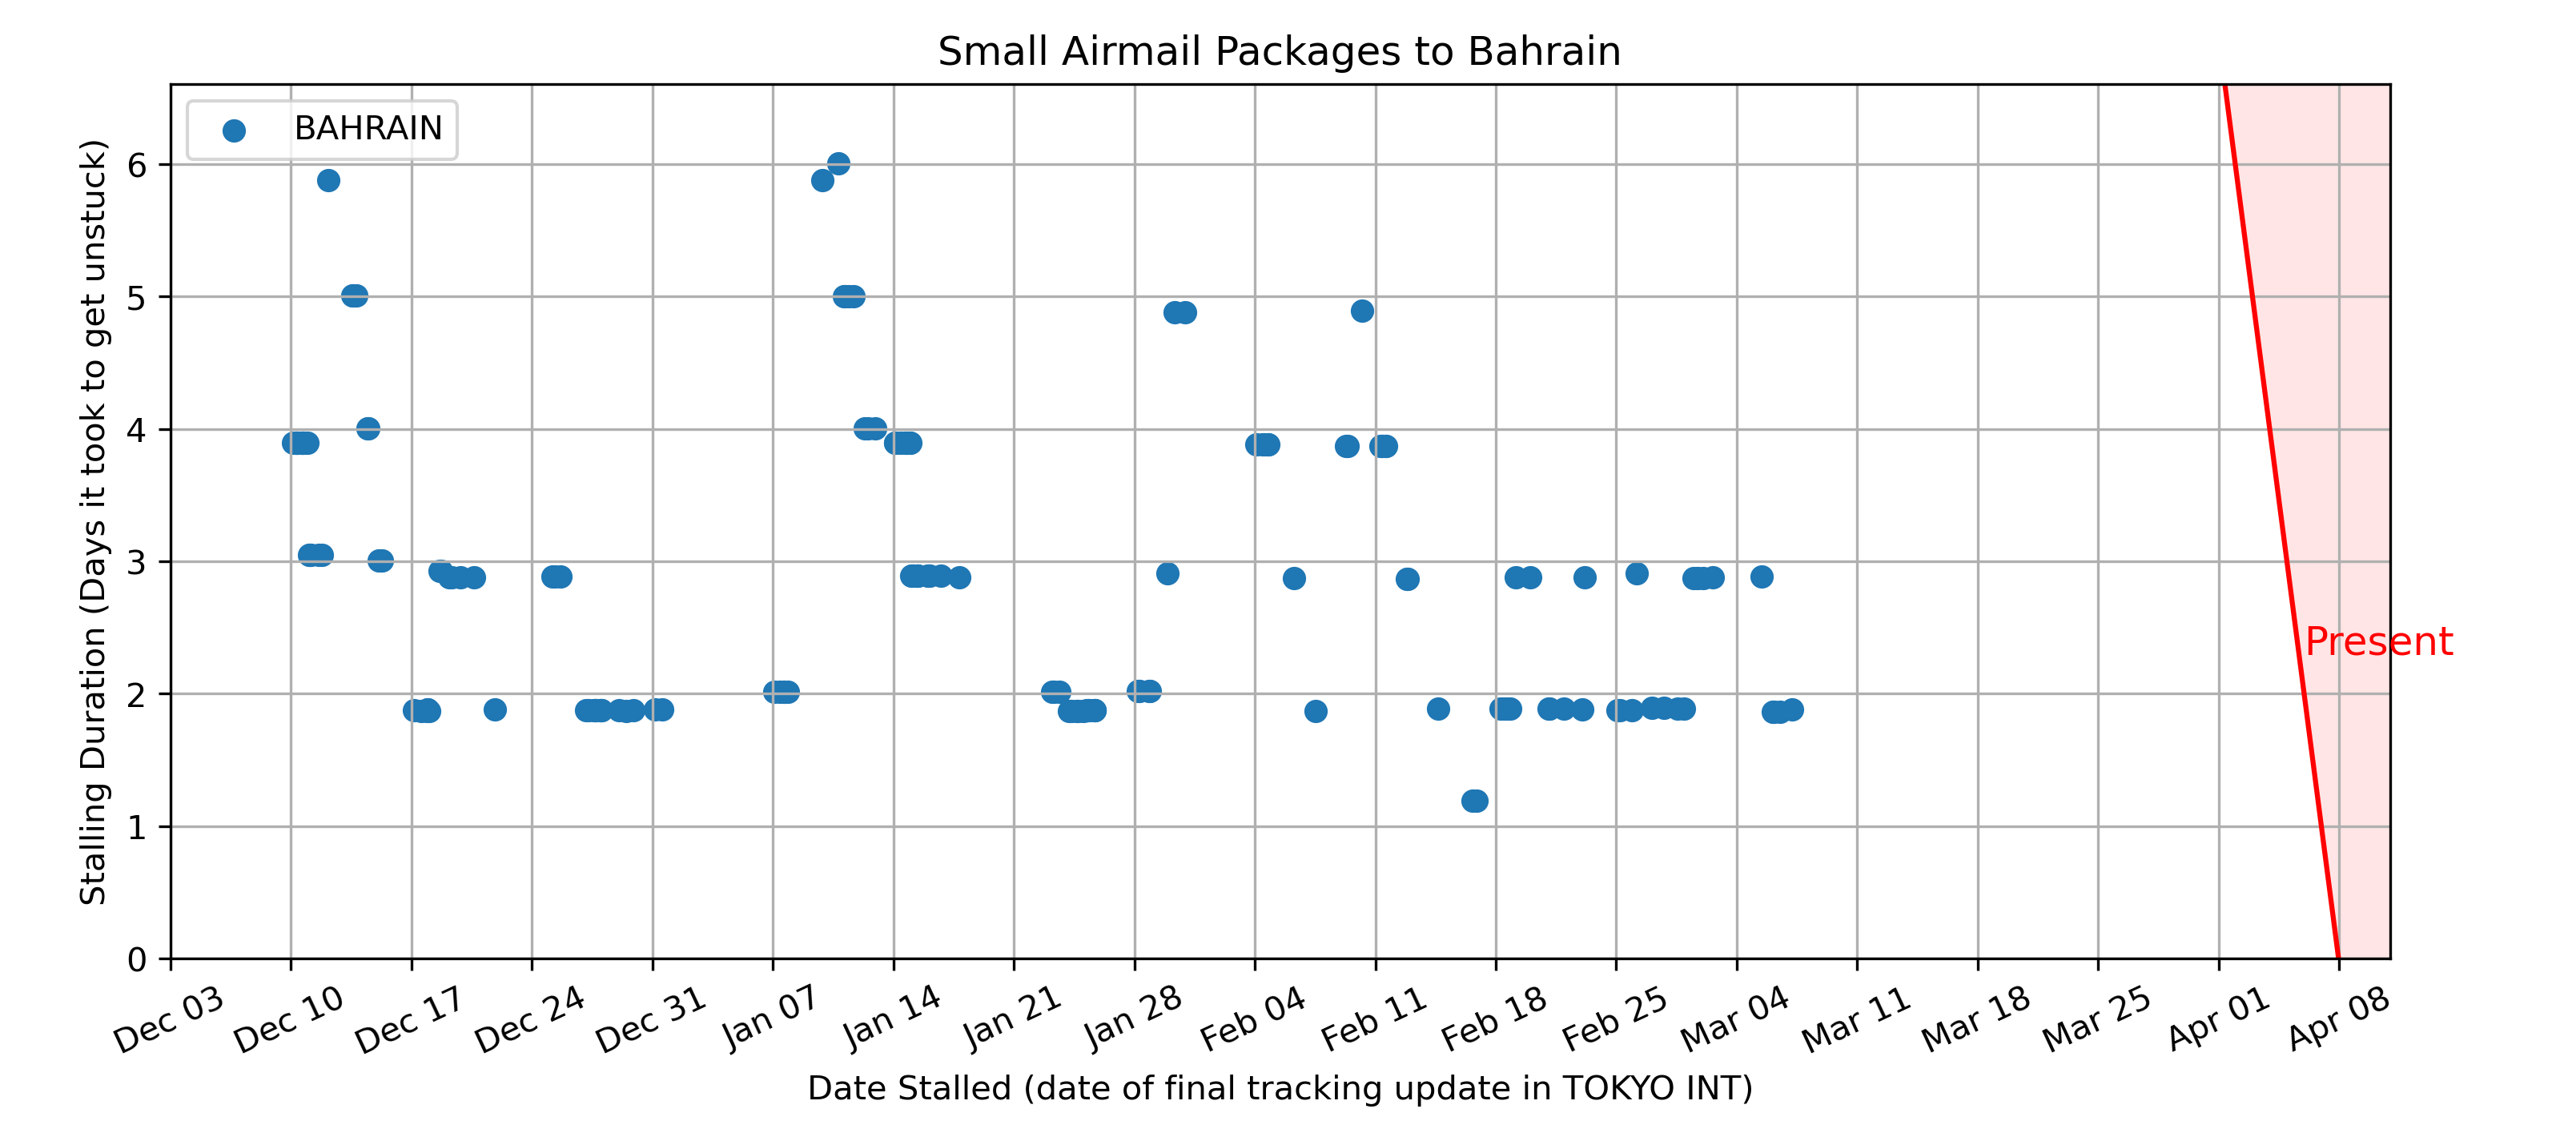 Small Airmail Packages to Bahrain
BAHRAIN
Stalling Duration (Days it took to get unstuck)
6
5
4
3
2
1
0
Present
Dec 03
Dec 10
Dec 17
Dec 24
Dec 31
Jan 07
Jan 14
Jan 21
Jan 28
Feb 04
Feb 11
Feb 18
Feb 25
Mar 04
Mar 11
Mar 18
Mar 25
Apr 01
Apr 08
Date Stalled (date of final tracking update in TOKYO INT)